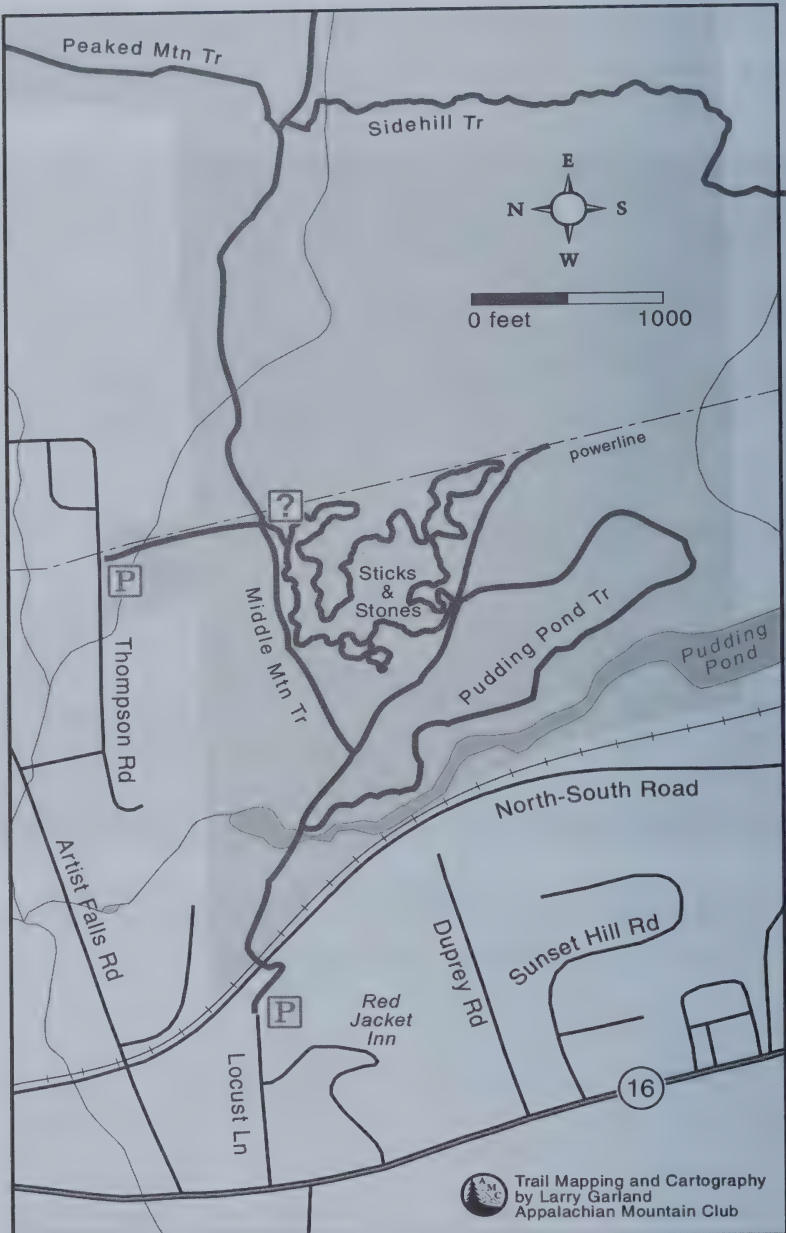 Peaked Mtn Tr
Sidehill Tr
E
N
S
W
0 feet
1000
powerline
?
P
Sticks
&
Stones
Middle Mtn Tr
Pudding Pond Tr
Pudding
Pond
Thompson Rd
North-South Road
Artist Falls Rd
Duprey Rd
Sunset Hill Rd
Red
Jacket
Inn
P
Locust Ln
16
AMC
Trail Mapping and Cartography
by Larry Garland
Appalachian Mountain Club